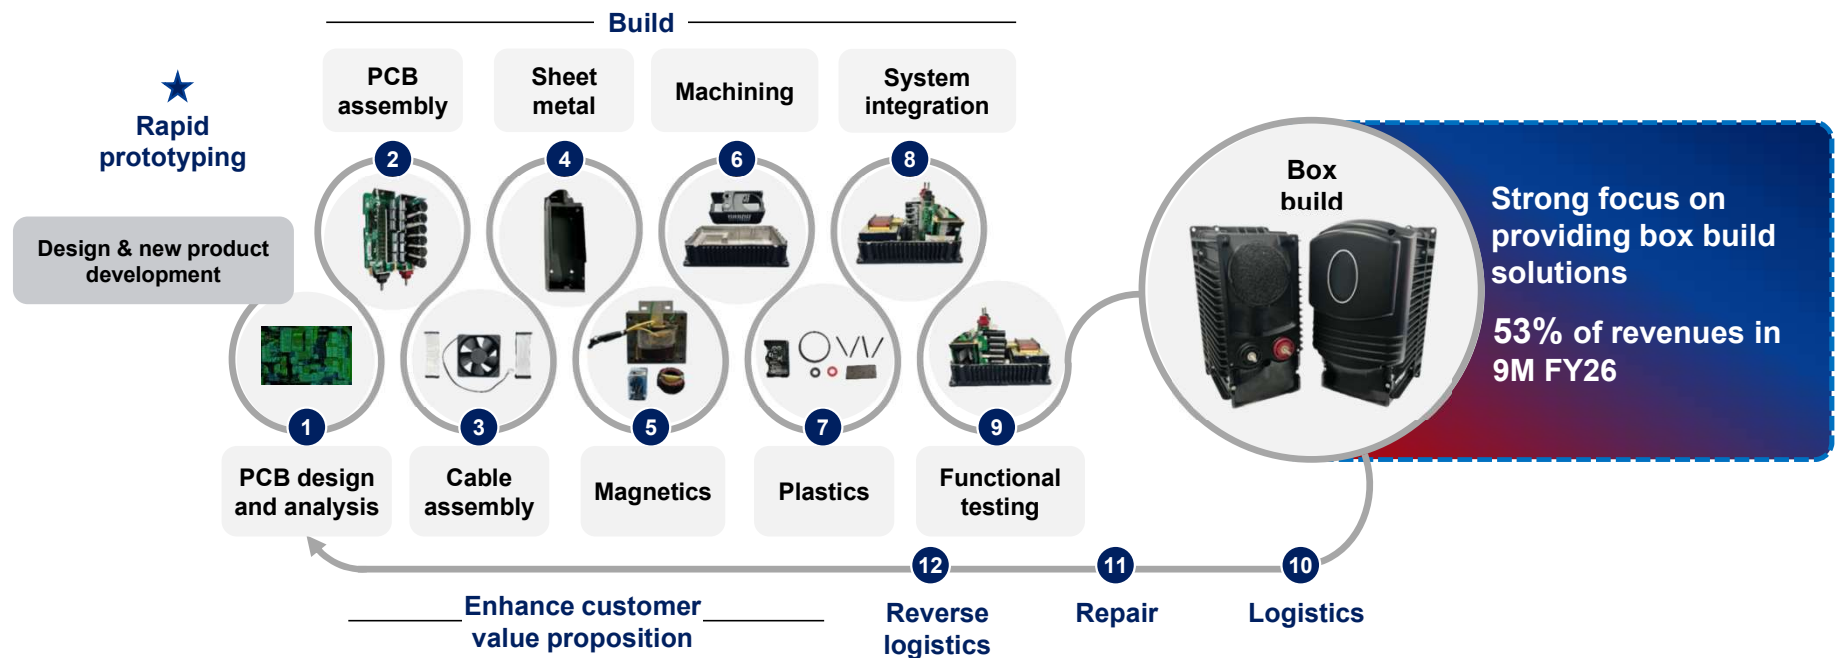 Build
Rapid
prototyping
PCB
assembly
Sheet
metal
Machining
System
integration
2
4
6
8
Design & new product
development
Box
build
Strong focus on
providing box build
solutions
53% of revenues in
9M FY26
1
3
5
7
9
PCB design
and analysis
Cable
assembly
Magnetics
Plastics
Functional
testing
12
11
10
Enhance customer
value proposition
Reverse
logistics
Repair
Logistics